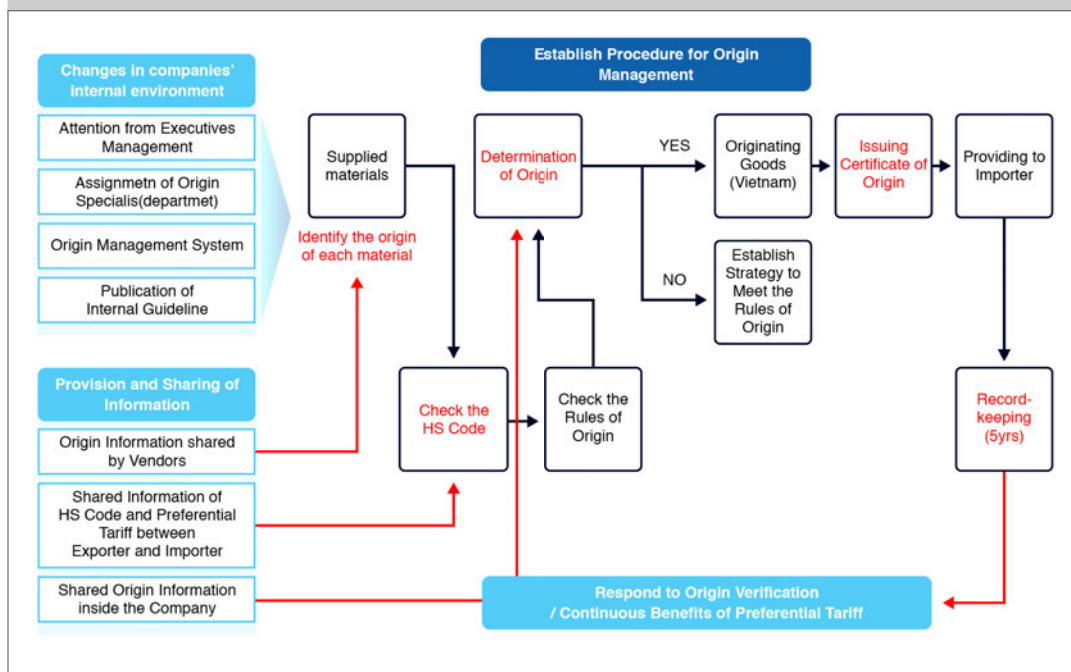 Establish Procedure for Origin
Management
Changes in companies'
internal environment
Attention from Executives
Management
Assignmetn of Origin
Specialis(departmet)
Origin Management System
Publication of
Internal Guideline
Supplied
materials
Identify the origin
of each material
Determination
of Origin
YES
Originating
Goods
(Vietnam)
Issuing
Certificate of
Origin
Providing to
Importer
NO
Establish
Strategy to
Meet the
Rules of
Origin
Provision and Sharing of
Information
Origin Information shared
by Vendors
Shared Information of
HS Code and Preferential
Tariff between
Exporter and Importer
Shared Origin Information
inside the Company
Check the
HS Code
Check the
Rules of
Origin
Record-
keeping
(5yrs)
Respond to Origin Verification
/ Continuous Benefits of Preferential Tariff